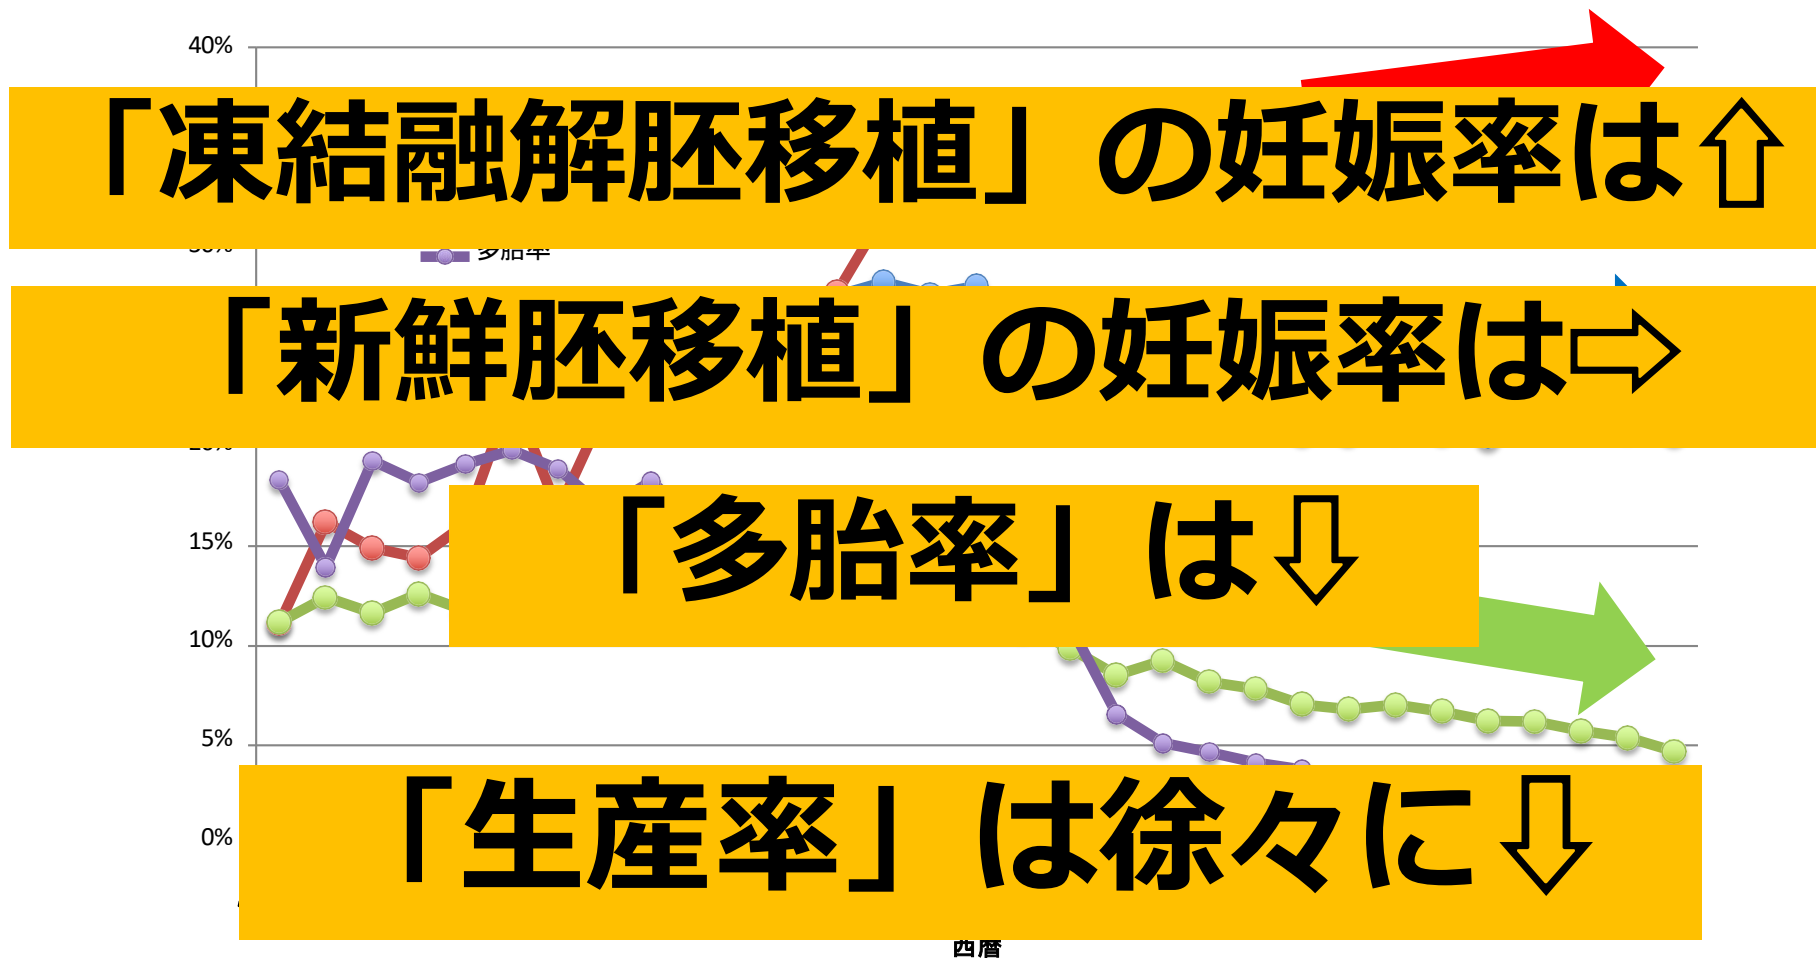 40%
「凍結融解胚移植」の妊娠率は⇧
多胎率
「新鮮胚移植」の妊娠率は⇨
15%
「多胎率」は⇩
10%
5%
「生産率」は徐々に⇩
0%
西暦